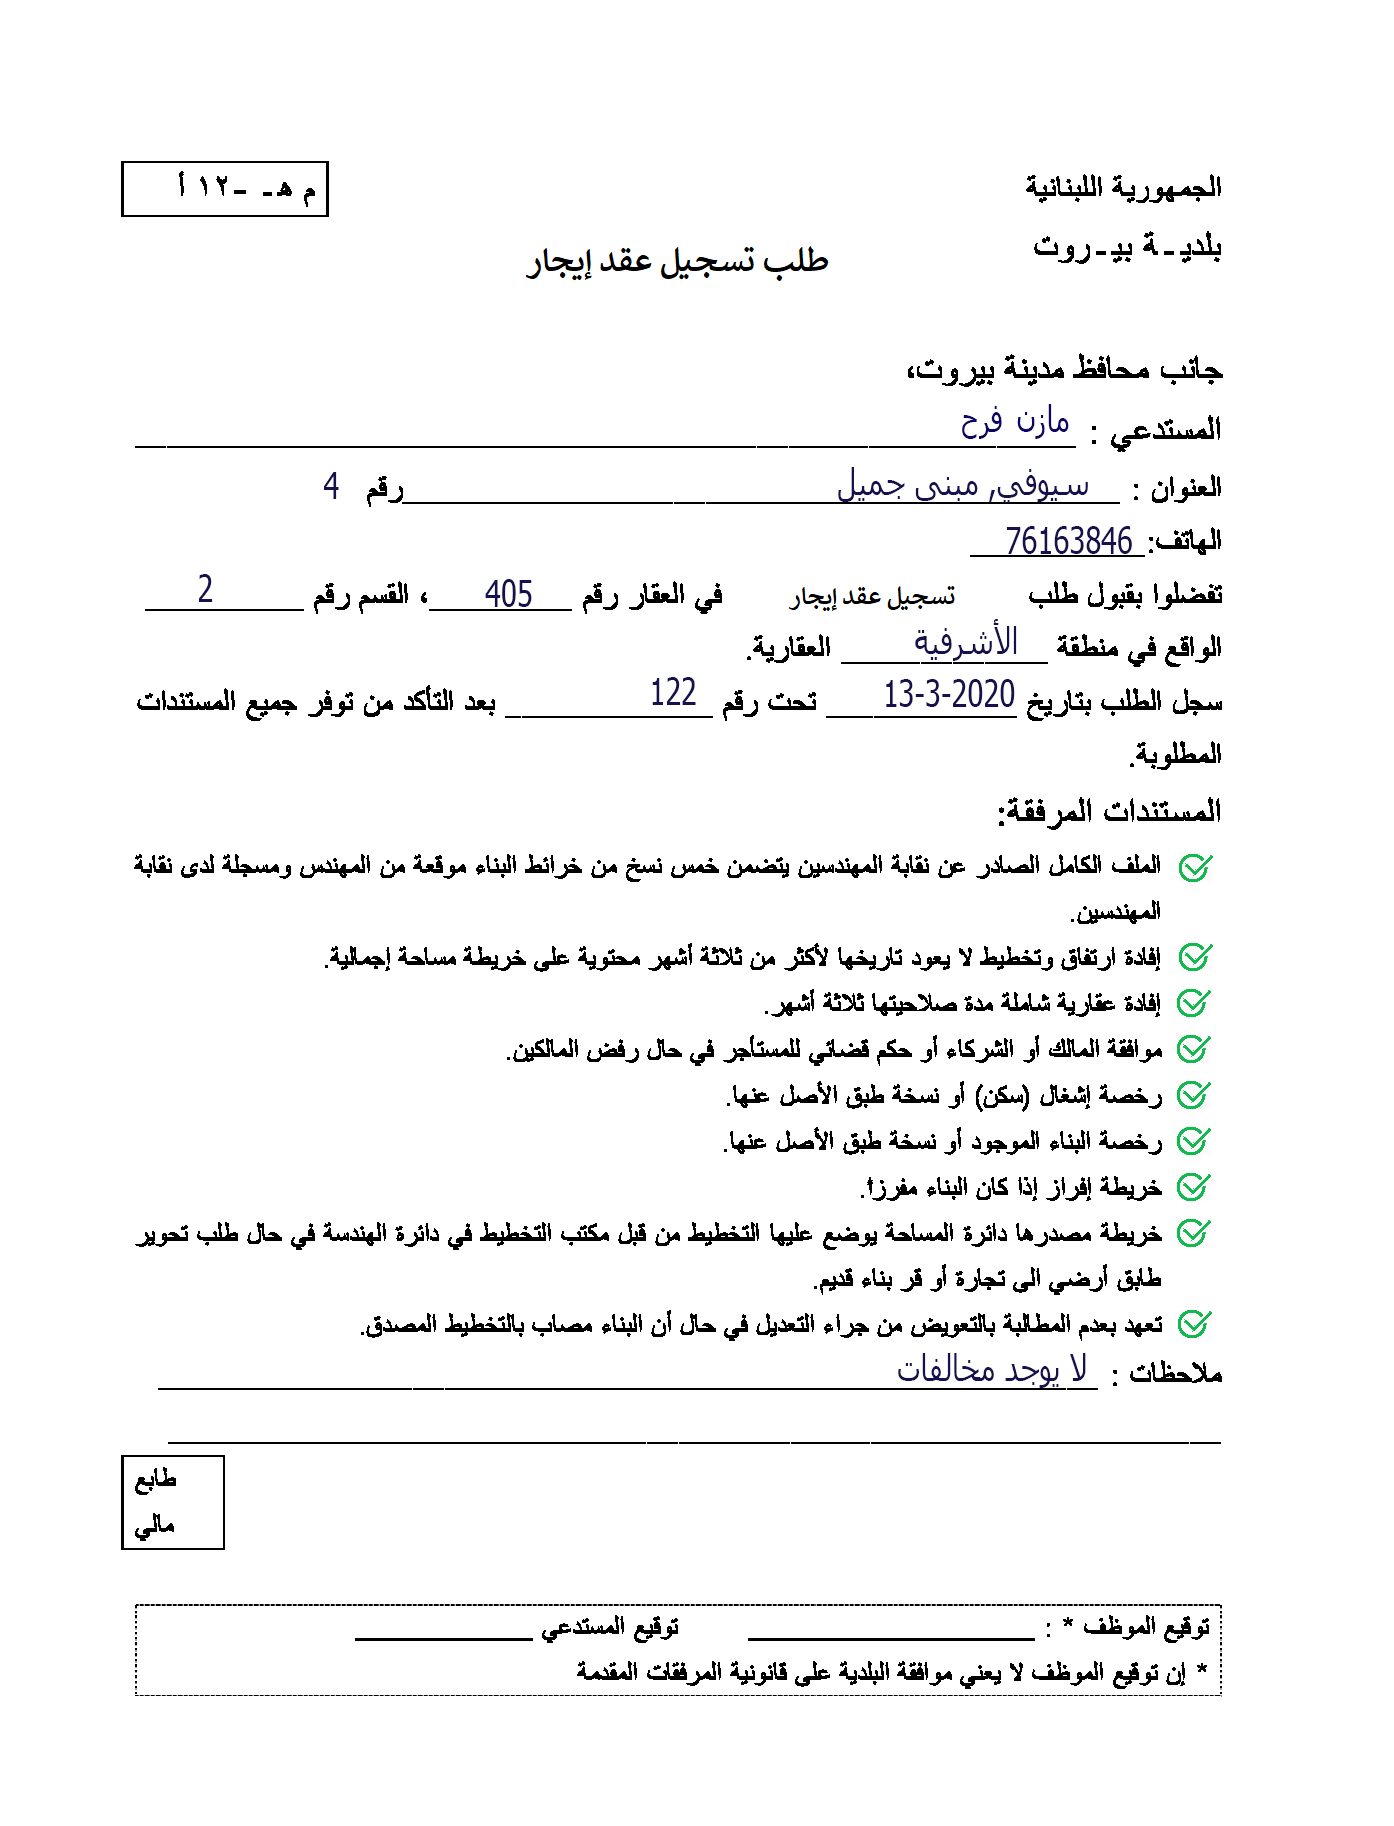 الجمهورية اللبنانية
م هـ -١٢ أ
بلديـة بيـروت
طلب تسجيل عقد إيجار
جانب محافظ مدينة بيروت،
المستدعي : مازن فرح
العنوان : سيوفي, مبنى جميل رقم 4
الهاتف: 76163846
تفضلوا بقبول طلب تسجيل عقد إيجار في العقار رقم 405 ، القسم رقم 2
الواقع في منطقة الأشرفية العقارية.
سجل الطلب بتاريخ 13-3-2020 تحت رقم 122 بعد التأكد من توفر جميع المستندات
المطلوبة.
المستندات المرفقة:
الملف الكامل الصادر عن نقابة المهندسين يتضمن خمس نسخ من خرائط البناء موقعة من المهندس ومسجلة لدى نقابة
المهندسين.
إفادة ارتفاق وتخطيط لا يعود تاريخها لأكثر من ثلاثة أشهر محتوية على خريطة مساحة إجمالية.
إفادة عقارية شاملة مدة صلاحيتها ثلاثة أشهر.
موافقة المالك أو الشركاء أو حكم قضائي للمستأجر في حال رفض المالكين.
رخصة إشغال (سكن) أو نسخة طبق الأصل عنها.
رخصة البناء الموجود أو نسخة طبق الأصل عنها.
خريطة إفراز إذا كان البناء مفرزا.
خريطة مصدرها دائرة المساحة يوضع عليها التخطيط من قبل مكتب التخطيط في دائرة الهندسة في حال طلب تحوير
طابق أرضي الى تجارة أو قر بناء قديم.
تعهد بعدم المطالبة بالتعويض من جراء التعديل في حال أن البناء مصاب بالتخطيط المصدق.
ملاحظات : لا يوجد مخالفات
طابع
مالي
توقيع الموظف * : توقيع المستدعي
* إن توقيع الموظف لا يعني موافقة البلدية على قانونية المرفقات المقدمة